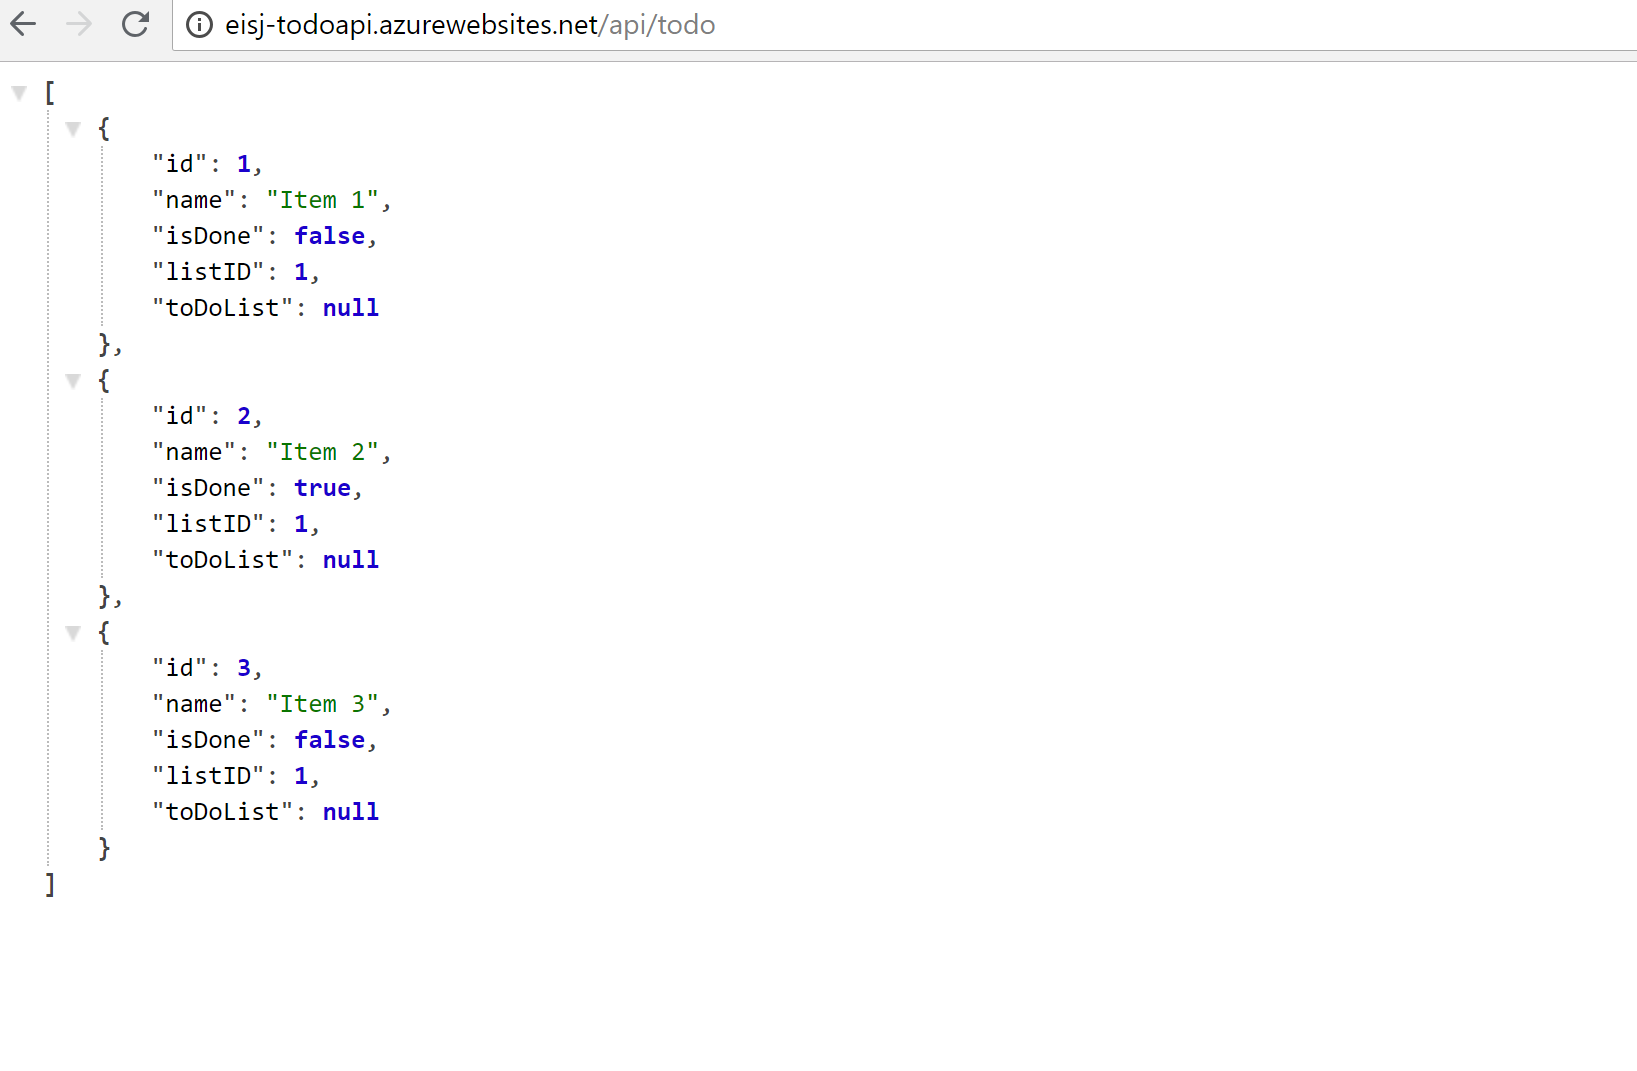 eisj-todoapi.azurewebsites.net/api/todo
[
{
"id": 1,
"name": "Item 1",
"isDone": false,
"listID": 1,
"toDoList": null
},
{
"id": 2,
"name": "Item 2",
"isDone": true,
"listID": 1,
"toDoList": null
},
{
"id": 3,
"name": "Item 3",
"isDone": false,
"listID": 1,
"toDoList": null
}
]